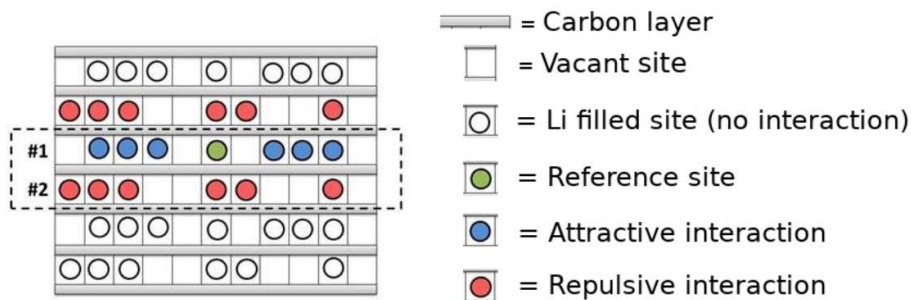 = Carbon layer
= Vacant site
= Li filled site (no interaction)
#1
= Reference site
#2
= Attractive interaction
= Repulsive interaction